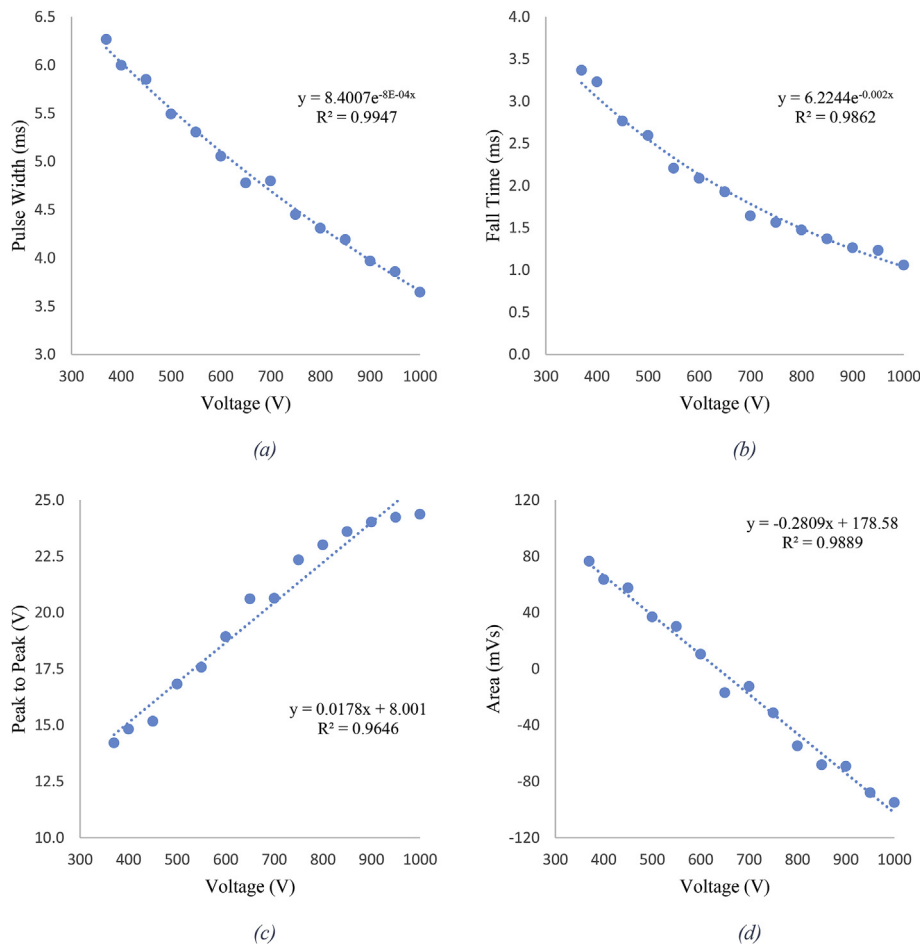 6.5
6.0
5.5
5.0
4.5
4.0
3.5
3.0
Pulse Width (ms)
y = 8.4007e-8E-04x
R² = 0.9947
300 400 500 600 700 800 900 1000
Voltage (V)
(a)
4.0
3.5
3.0
2.5
2.0
1.5
1.0
0.5
0.0
Fall Time (ms)
y = 6.2244e-0.002x
R² = 0.9862
300 400 500 600 700 800 900 1000
Voltage (V)
(b)
25.0
22.5
20.0
17.5
15.0
12.5
10.0
Peak to Peak (V)
y = 0.0178x + 8.001
R² = 0.9646
300 400 500 600 700 800 900 1000
Voltage (V)
(c)
120
80
40
0
-40
-80
-120
Area (mVs)
y = -0.2809x + 178.58
R² = 0.9889
300 400 500 600 700 800 900 1000
Voltage (V)
(d)